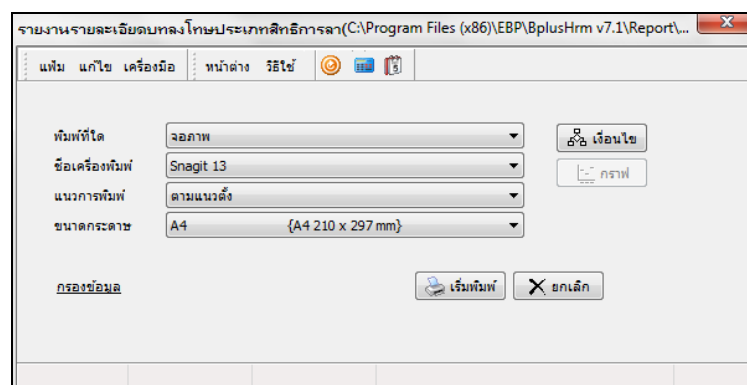 รายงานรายละเอียดบทลงโทษประเภทสิทธิการลา(C:\Program Files (x86)\EBP\BplusHrm v7.1\Report\...
แฟ้ม แก้ไข เครื่องมือ หน้าต่าง วิธีใช้
พิมพ์ที่ใด จอภาพ เงื่อนไข
ชื่อเครื่องพิมพ์ Snagit 13 กราฟ
แนวการพิมพ์ ตามแนวตั้ง
ขนาดกระดาษ A4 {A4 210 x 297 mm}
กรองข้อมูล เริ่มพิมพ์ ยกเลิก